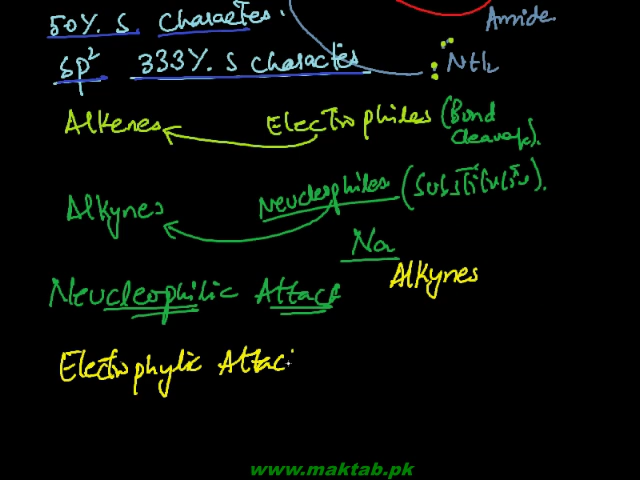 50%. S Character.
Amide
sp² 333%. S Character
:NH₂
Alkenes Electrophiles (Bond
Cleavage).
Alkynes Neucleophiles (Substitution).
Na
Alkynes
Neucleophilic Attack
Electrophylic Attac
www.maktab.pk